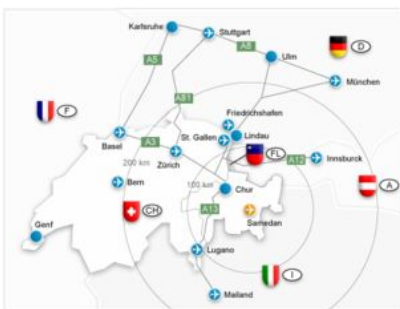 Karlsruhe
Stuttgart
A8
D
Ulm
A5
München
A81
F
Friedrichshafen
St. Gallen
Lindau
Basel
A3
FL
200 km
Zürich
A12
Innsburck
Bern
100 km
Chur
A
CH
A13
Samedan
Genf
Lugano
I
Mailand